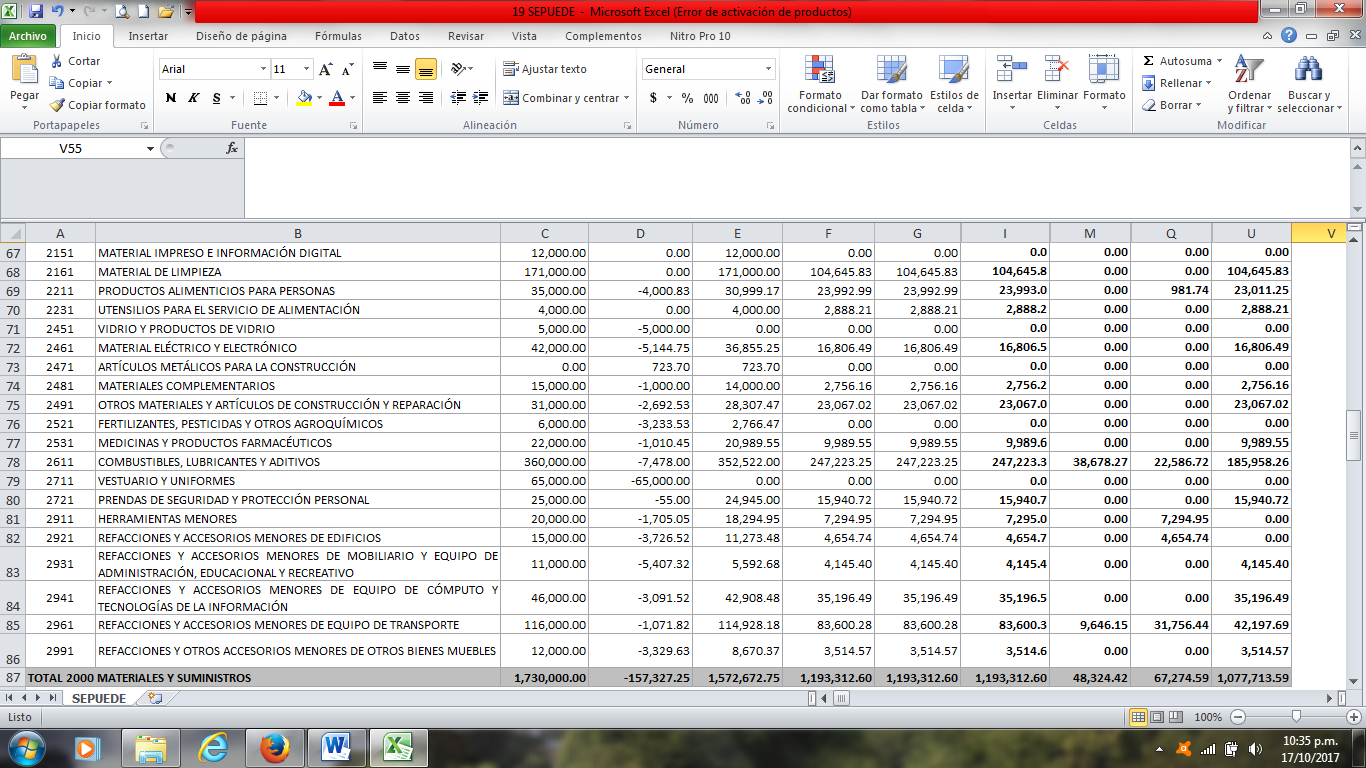 19 SEPUEDE - Microsoft Excel (Error de activación de productos)
Archivo Inicio Insertar Diseño de página Fórmulas Datos Revisar Vista Complementos Nitro Pro 10
Pegar Cortar Copiar Copiar formato Portapapeles
Arial 11 A A N K S A Fuente
Ajustar texto Combinar y centrar Alineación
General $ % 000 Número
Formato condicional Dar formato como tabla Estilos de celda Estilos
Insertar Eliminar Formato Celdas
Σ Autosuma Rellenar Borrar Ordenar y filtrar Buscar y seleccionar Modificar
V55 fx
A B C D E F G I M Q U V
67 2151 MATERIAL IMPRESO E INFORMACIÓN DIGITAL 12,000.00 0.00 12,000.00 0.00 0.00 0.0 0.00 0.00 0.00
68 2161 MATERIAL DE LIMPIEZA 171,000.00 0.00 171,000.00 104,645.83 104,645.83 104,645.8 0.00 0.00 104,645.83
69 2211 PRODUCTOS ALIMENTICIOS PARA PERSONAS 35,000.00 -4,000.83 30,999.17 23,992.99 23,992.99 23,993.0 0.00 981.74 23,011.25
70 2231 UTENSILIOS PARA EL SERVICIO DE ALIMENTACIÓN 4,000.00 0.00 4,000.00 2,888.21 2,888.21 2,888.2 0.00 0.00 2,888.21
71 2451 VIDRIO Y PRODUCTOS DE VIDRIO 5,000.00 -5,000.00 0.00 0.00 0.00 0.0 0.00 0.00 0.00
72 2461 MATERIAL ELÉCTRICO Y ELECTRÓNICO 42,000.00 -5,144.75 36,855.25 16,806.49 16,806.49 16,806.5 0.00 0.00 16,806.49
73 2471 ARTÍCULOS METÁLICOS PARA LA CONSTRUCCIÓN 0.00 723.70 723.70 0.00 0.00 0.0 0.00 0.00 0.00
74 2481 MATERIALES COMPLEMENTARIOS 15,000.00 -1,000.00 14,000.00 2,756.16 2,756.16 2,756.2 0.00 0.00 2,756.16
75 2491 OTROS MATERIALES Y ARTÍCULOS DE CONSTRUCCIÓN Y REPARACIÓN 31,000.00 -2,692.53 28,307.47 23,067.02 23,067.02 23,067.0 0.00 0.00 23,067.02
76 2521 FERTILIZANTES, PESTICIDAS Y OTROS AGROQUÍMICOS 6,000.00 -3,233.53 2,766.47 0.00 0.00 0.0 0.00 0.00 0.00
77 2531 MEDICINAS Y PRODUCTOS FARMACÉUTICOS 22,000.00 -1,010.45 20,989.55 9,989.55 9,989.55 9,989.6 0.00 0.00 9,989.55
78 2611 COMBUSTIBLES, LUBRICANTES Y ADITIVOS 360,000.00 -7,478.00 352,522.00 247,223.25 247,223.25 247,223.3 38,678.27 22,586.72 185,958.26
79 2711 VESTUARIO Y UNIFORMES 65,000.00 -65,000.00 0.00 0.00 0.00 0.0 0.00 0.00 0.00
80 2721 PRENDAS DE SEGURIDAD Y PROTECCIÓN PERSONAL 25,000.00 -55.00 24,945.00 15,940.72 15,940.72 15,940.7 0.00 0.00 15,940.72
81 2911 HERRAMIENTAS MENORES 20,000.00 -1,705.05 18,294.95 7,294.95 7,294.95 7,295.0 0.00 7,294.95 0.00
82 2921 REFACCIONES Y ACCESORIOS MENORES DE EDIFICIOS 15,000.00 -3,726.52 11,273.48 4,654.74 4,654.74 4,654.7 0.00 4,654.74 0.00
REFACCIONES Y ACCESORIOS MENORES DE MOBILIARIO Y EQUIPO DE
83 2931 ADMINISTRACIÓN, EDUCACIONAL Y RECREATIVO 11,000.00 -5,407.32 5,592.68 4,145.40 4,145.40 4,145.4 0.00 0.00 4,145.40
REFACCIONES Y ACCESORIOS MENORES DE EQUIPO DE CÓMPUTO Y
84 2941 TECNOLOGÍAS DE LA INFORMACIÓN 46,000.00 -3,091.52 42,908.48 35,196.49 35,196.49 35,196.5 0.00 0.00 35,196.49
85 2961 REFACCIONES Y ACCESORIOS MENORES DE EQUIPO DE TRANSPORTE 116,000.00 -1,071.82 114,928.18 83,600.28 83,600.28 83,600.3 9,646.15 31,756.44 42,197.69
86 2991 REFACCIONES Y OTROS ACCESORIOS MENORES DE OTROS BIENES MUEBLES 12,000.00 -3,329.63 8,670.37 3,514.57 3,514.57 3,514.6 0.00 0.00 3,514.57
87 TOTAL 2000 MATERIALES Y SUMINISTROS 1,730,000.00 -157,327.25 1,572,672.75 1,193,312.60 1,193,312.60 1,193,312.60 48,324.42 67,274.59 1,077,713.59
SEPUEDE
Listo 100%
10:35 p.m.
17/10/2017